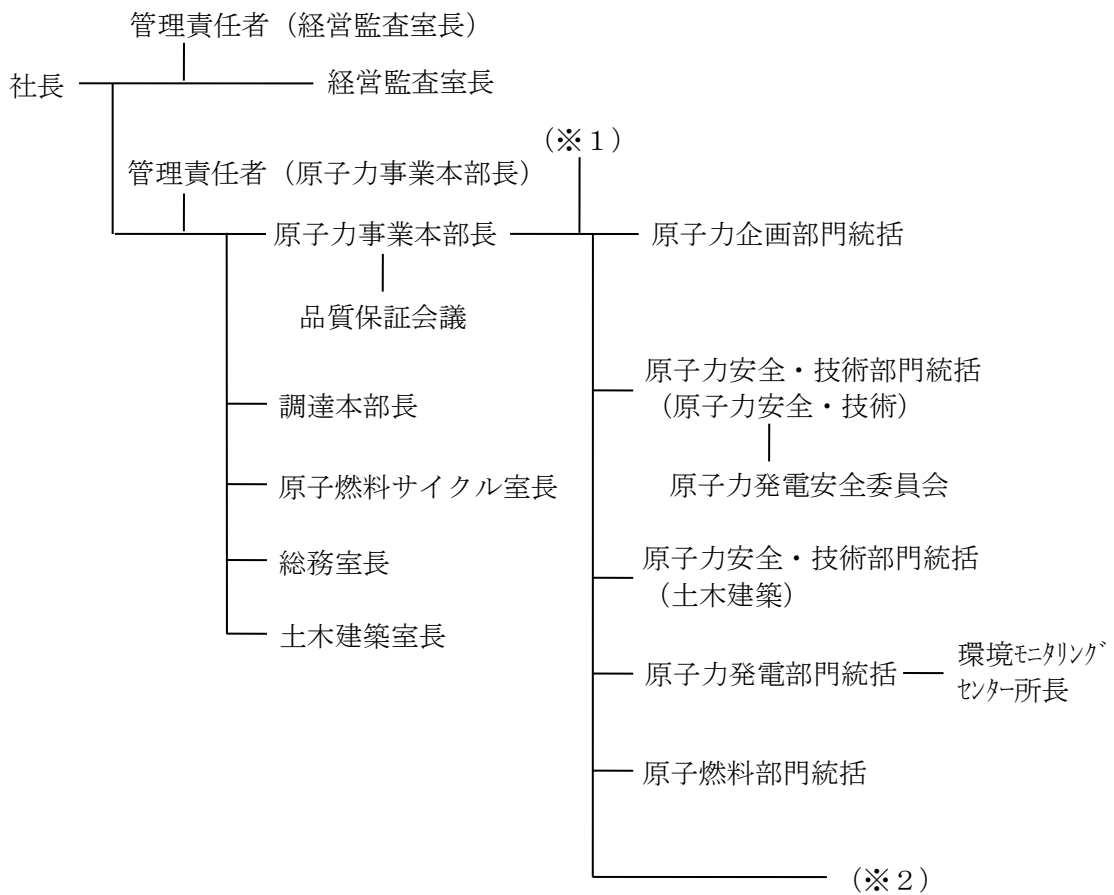 管理責任者（経営監査室長）
社長
経営監査室長
（※１）
管理責任者（原子力事業本部長）
原子力事業本部長
原子力企画部門統括
品質保証会議
原子力安全・技術部門統括
（原子力安全・技術）
調達本部長
原子力発電安全委員会
原子燃料サイクル室長
原子力安全・技術部門統括
（土木建築）
総務室長
土木建築室長
原子力発電部門統括
環境ﾓﾆﾀﾘﾝｸﾞ
ｾﾝﾀｰ所長
原子燃料部門統括
（※２）